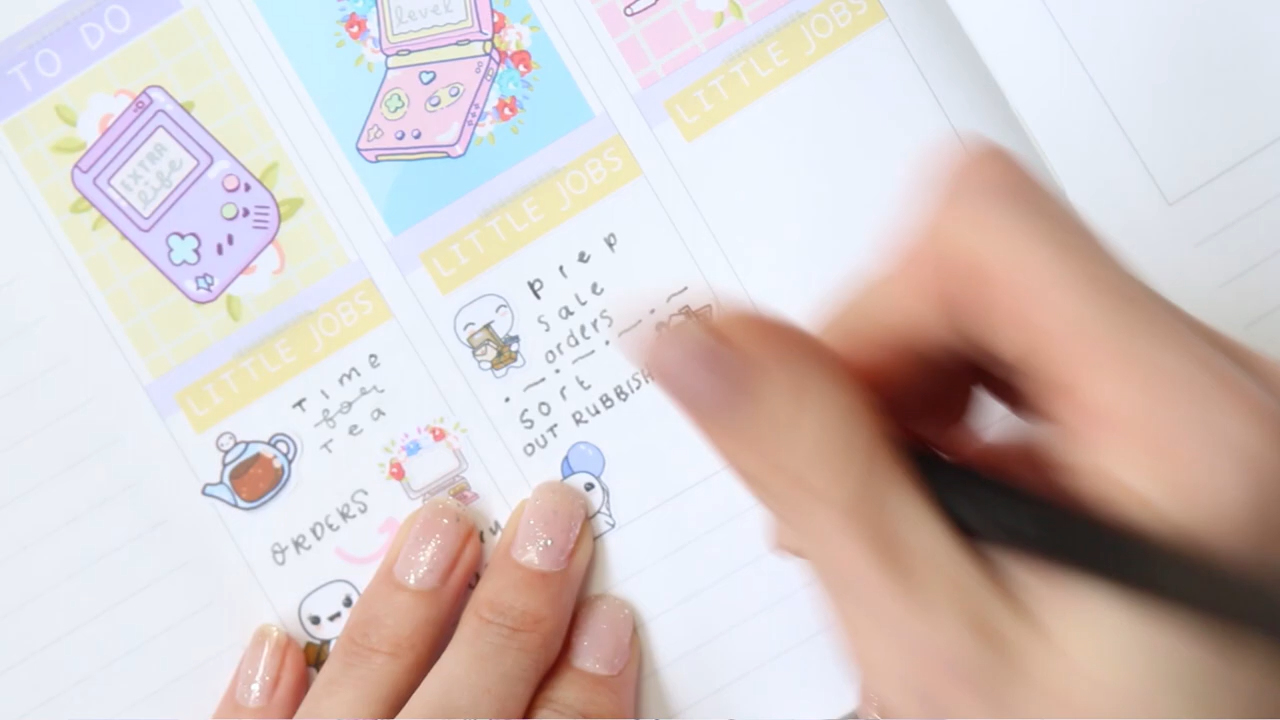 TO DO
EXTRA
life
LITTLE JOBS
TIME
for
TEA
ORDERS
level
LITTLE JOBS
prep
sale
orders
sort
OUT RUBBISH
LITTLE JOBS